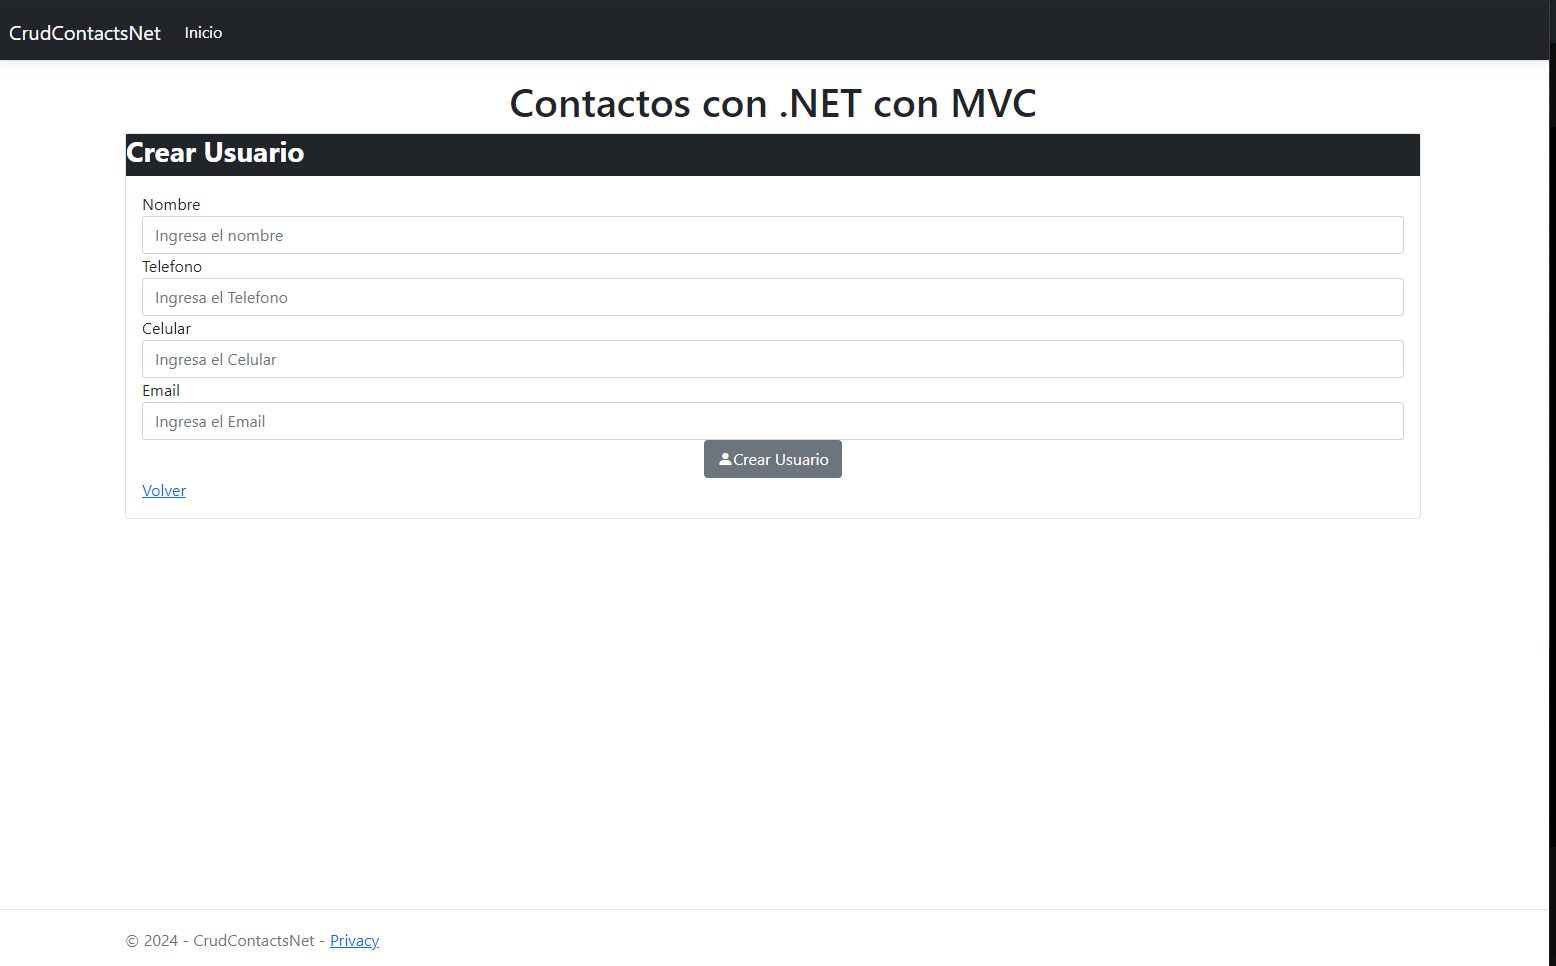 CrudContactsNet Inicio
Contactos con .NET con MVC
Crear Usuario
Nombre
Ingresa el nombre
Telefono
Ingresa el Telefono
Celular
Ingresa el Celular
Email
Ingresa el Email
Crear Usuario
Volver
© 2024 - CrudContactsNet - Privacy